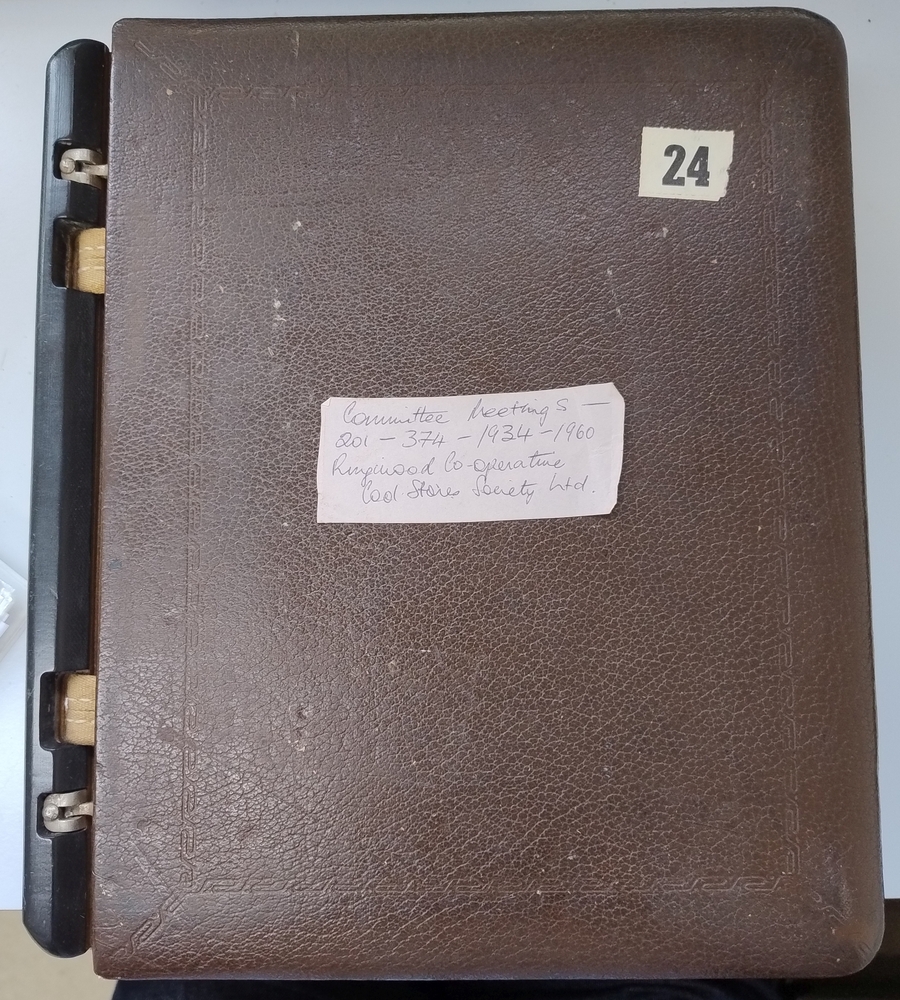 24
Committee Meetings —
201 - 374 - 1934 - 1960
Ringwood Co-operative
Cool Stores Society Ltd.